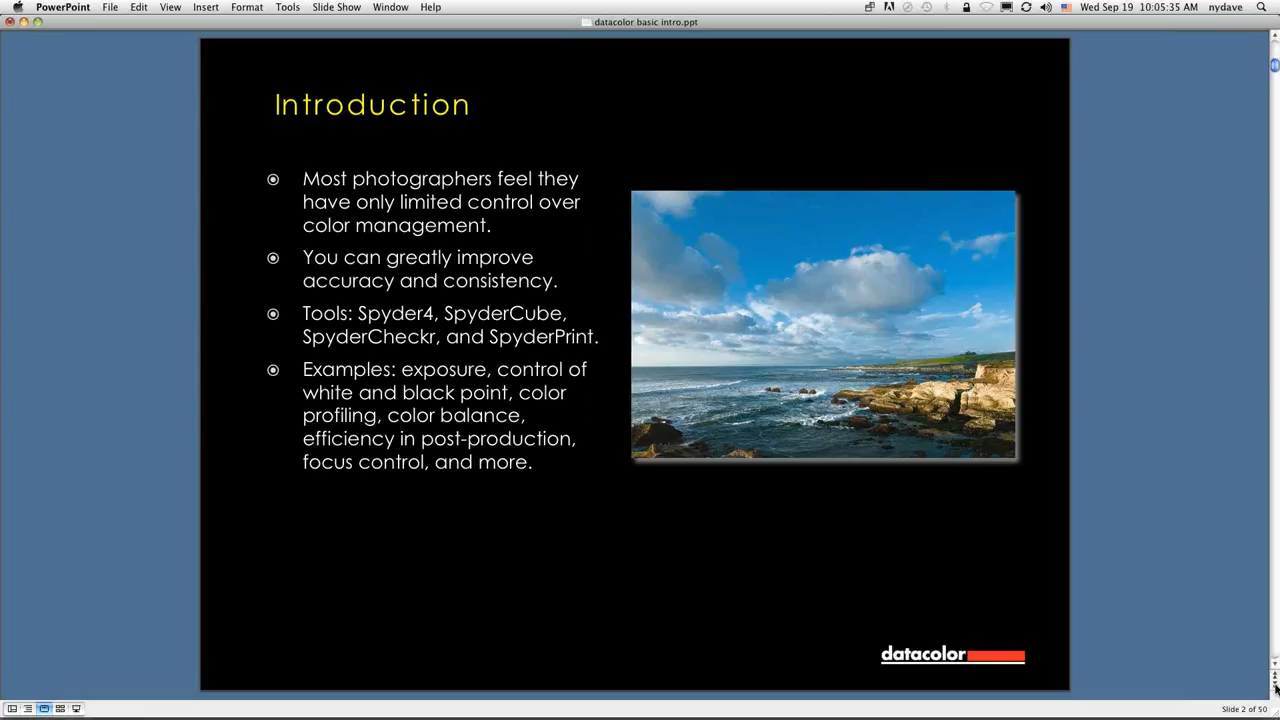 PowerPoint File Edit View Insert Format Tools Slide Show Window Help Wed Sep 19 10:05:35 AM nydave
datacolor basic intro.ppt
Introduction
Most photographers feel they
have only limited control over
color management.
You can greatly improve
accuracy and consistency.
Tools: Spyder4, SpyderCube,
SpyderCheckr, and SpyderPrint.
Examples: exposure, control of
white and black point, color
profiling, color balance,
efficiency in post-production,
focus control, and more.
datacolor
Slide 2 of 50